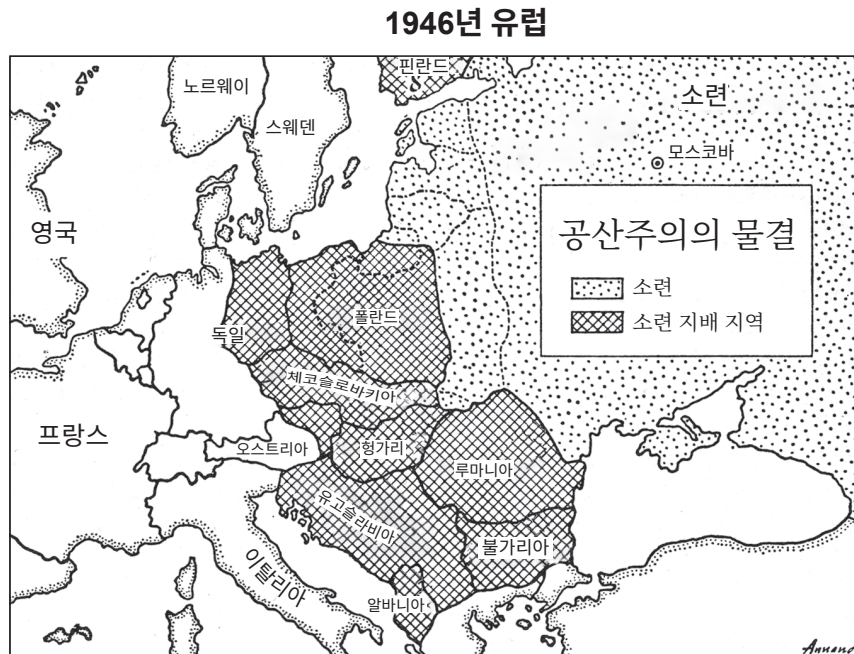 1946년 유럽
핀란드
노르웨이
소련
스웨덴
모스코바
영국
공산주의의 물결
소련
소련 지배 지역
폴란드
독일
체코슬로바키아
프랑스
오스트리아
헝가리
루마니아
유고슬라비아
불가리아
이탈리아
알바니아